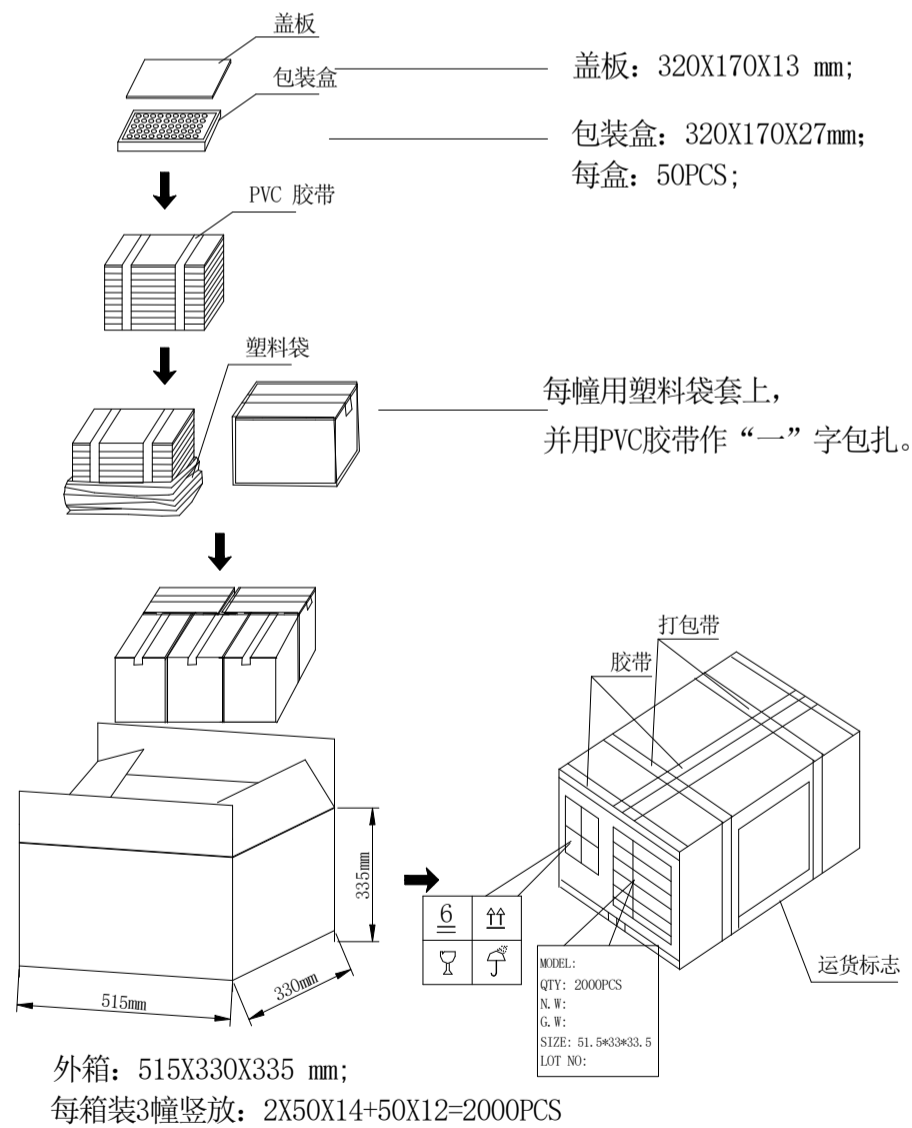 盖板
包装盒
盖板：320X170X13 mm;
包装盒：320X170X27mm;
每盒：50PCS;
PVC 胶带
塑料袋
每幢用塑料袋套上，
并用PVC胶带作“一”字包扎。
打包带
胶带
335mm
330mm
515mm
6
MODEL:
QTY: 2000PCS
N.W:
G.W:
SIZE: 51.5*33*33.5
LOT NO:
运货标志
外箱：515X330X335 mm;
每箱装3幢竖放：2X50X14+50X12=2000PCS